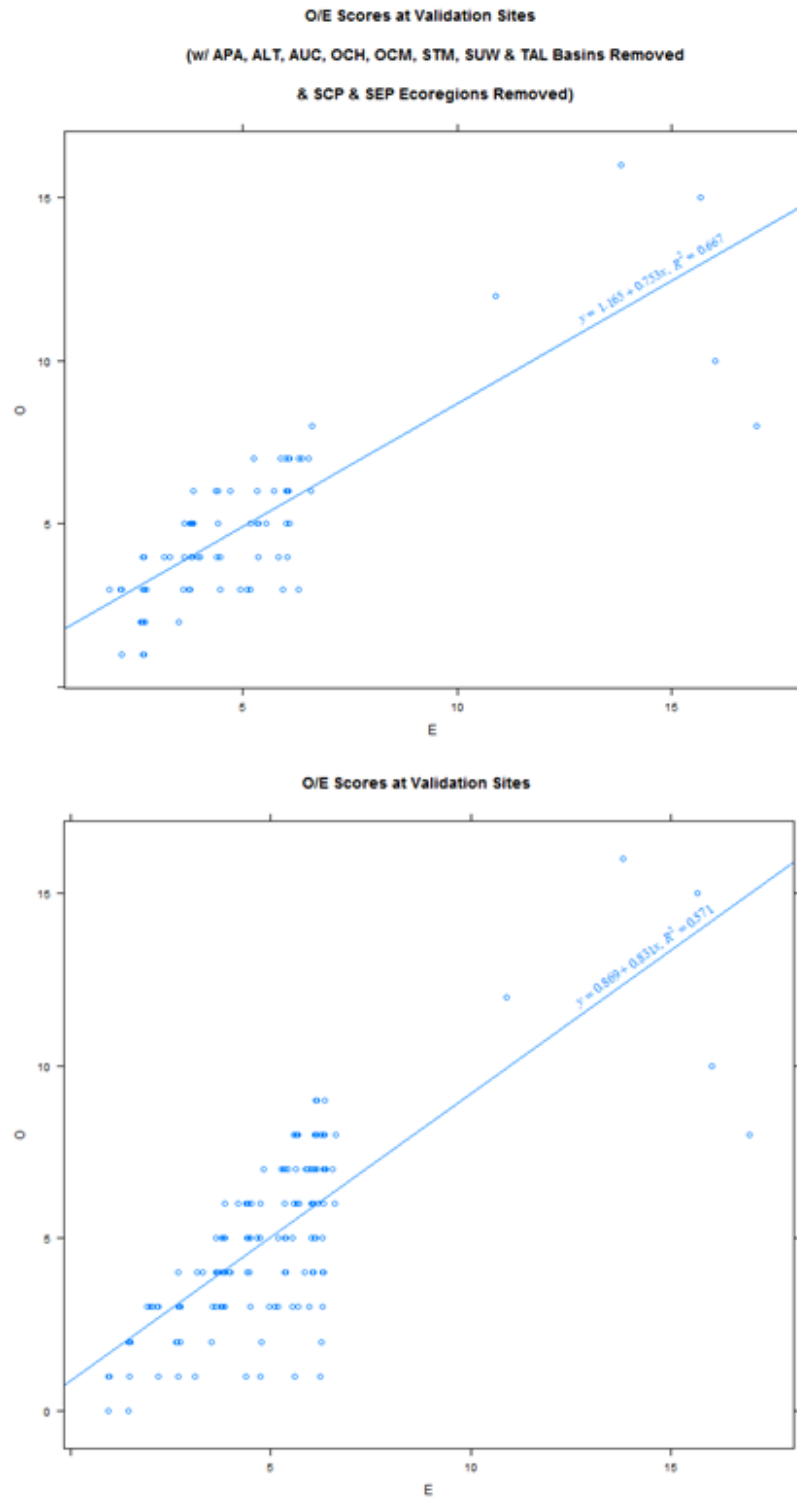 O/E Scores at Validation Sites
(w/ APA, ALT, AUC, OCH, OCM, STM, SUW & TAL Basins Removed
& SCP & SEP Ecoregions Removed)
15
y = 1.165 + 0.753x, R² = 0.667
10
O
5
5 10 15
E
O/E Scores at Validation Sites
15
y = 0.869 + 0.831x, R² = 0.571
10
O
5
0
5 10 15
E